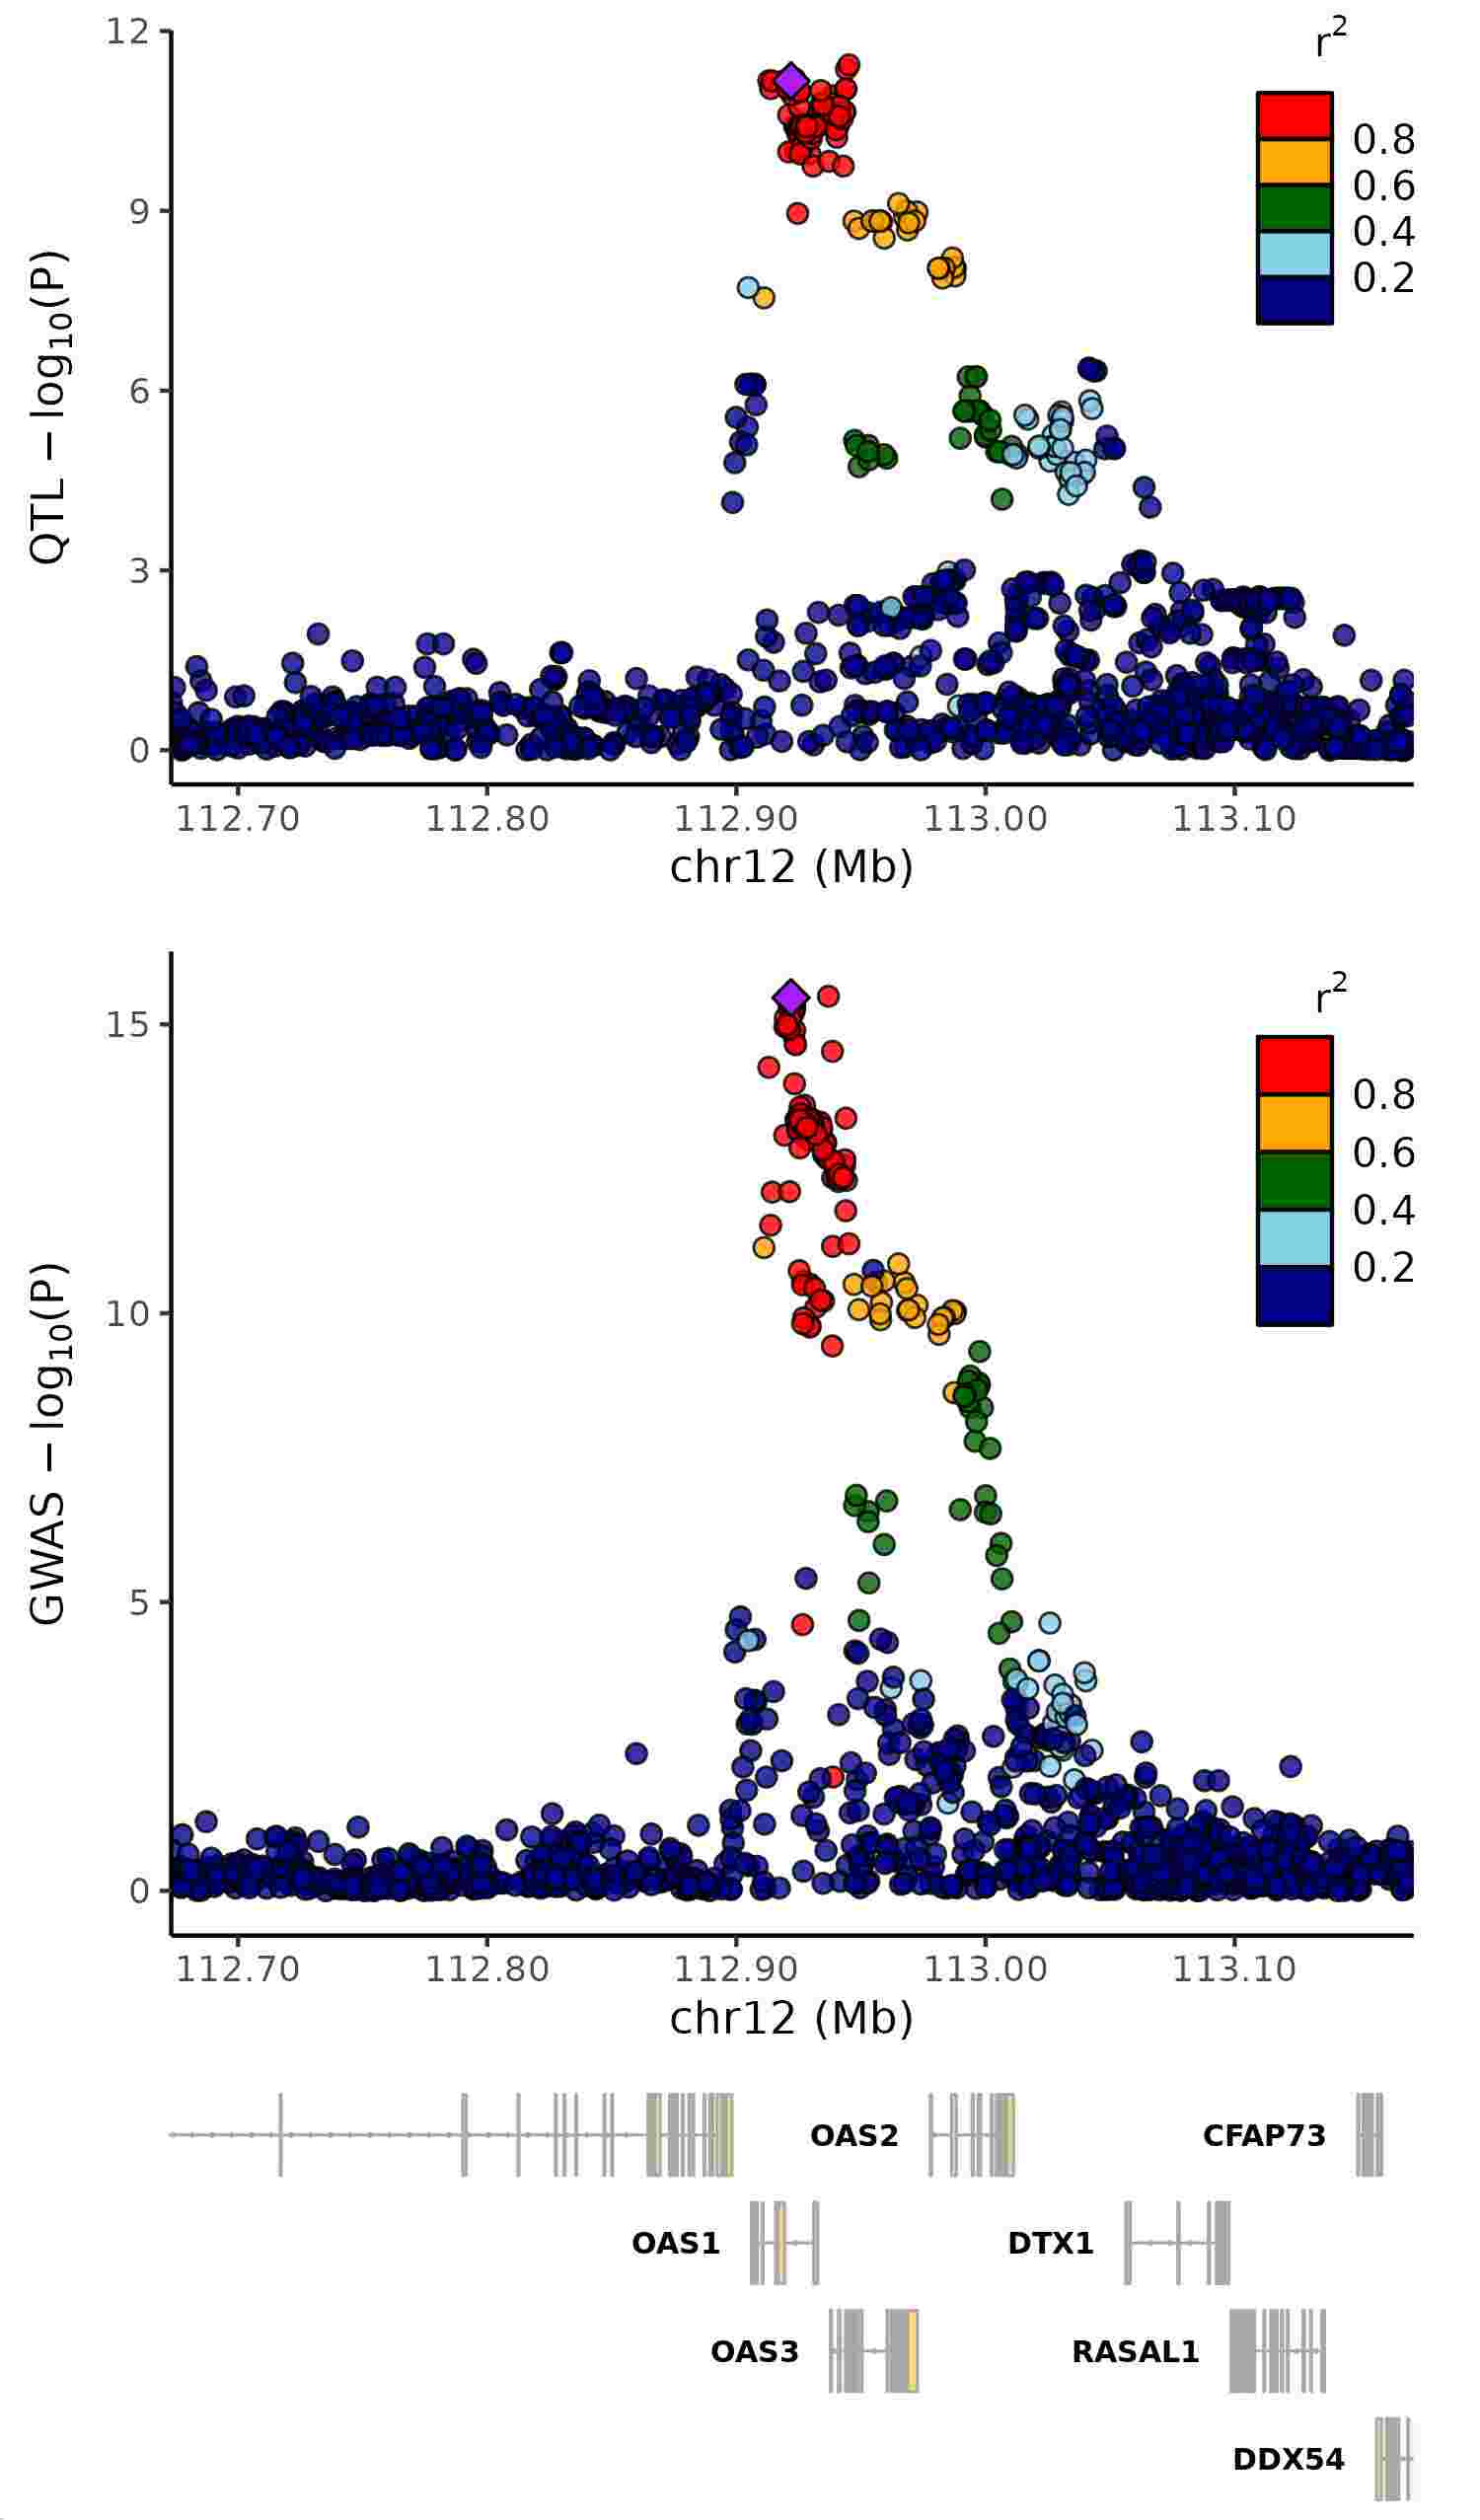 12
9
6
3
0
QTL −log10(P)
r2
0.8
0.6
0.4
0.2
112.70 112.80 112.90 113.00 113.10
chr12 (Mb)
15
10
5
0
GWAS −log10(P)
r2
0.8
0.6
0.4
0.2
112.70 112.80 112.90 113.00 113.10
chr12 (Mb)
OAS2 CFAP73
OAS1 DTX1
OAS3 RASAL1
DDX54